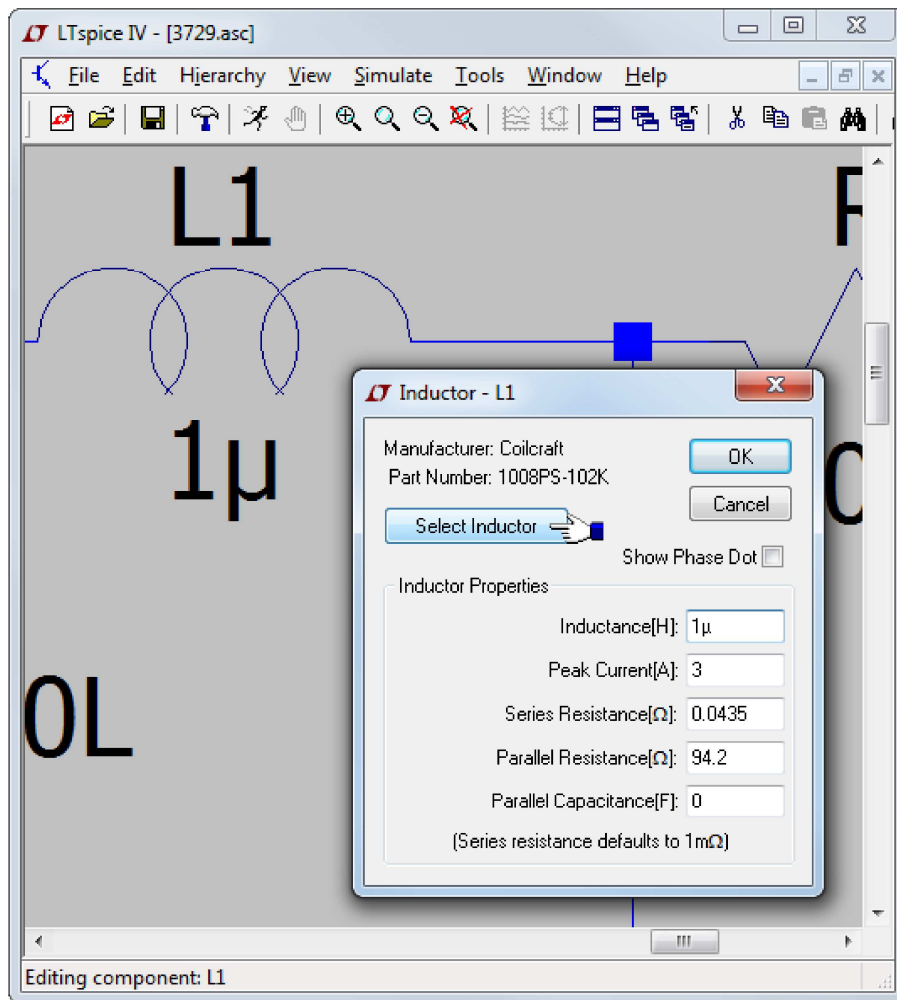 LTspice IV - [3729.asc]
File Edit Hierarchy View Simulate Tools Window Help
L1
1µ
0L
Inductor - L1
Manufacturer: Coilcraft
Part Number: 1008PS-102K
OK
Cancel
Select Inductor
Show Phase Dot
Inductor Properties
Inductance[H]: 1µ
Peak Current[A]: 3
Series Resistance[Ω]: 0.0435
Parallel Resistance[Ω]: 94.2
Parallel Capacitance[F]: 0
(Series resistance defaults to 1mΩ)
Editing component: L1